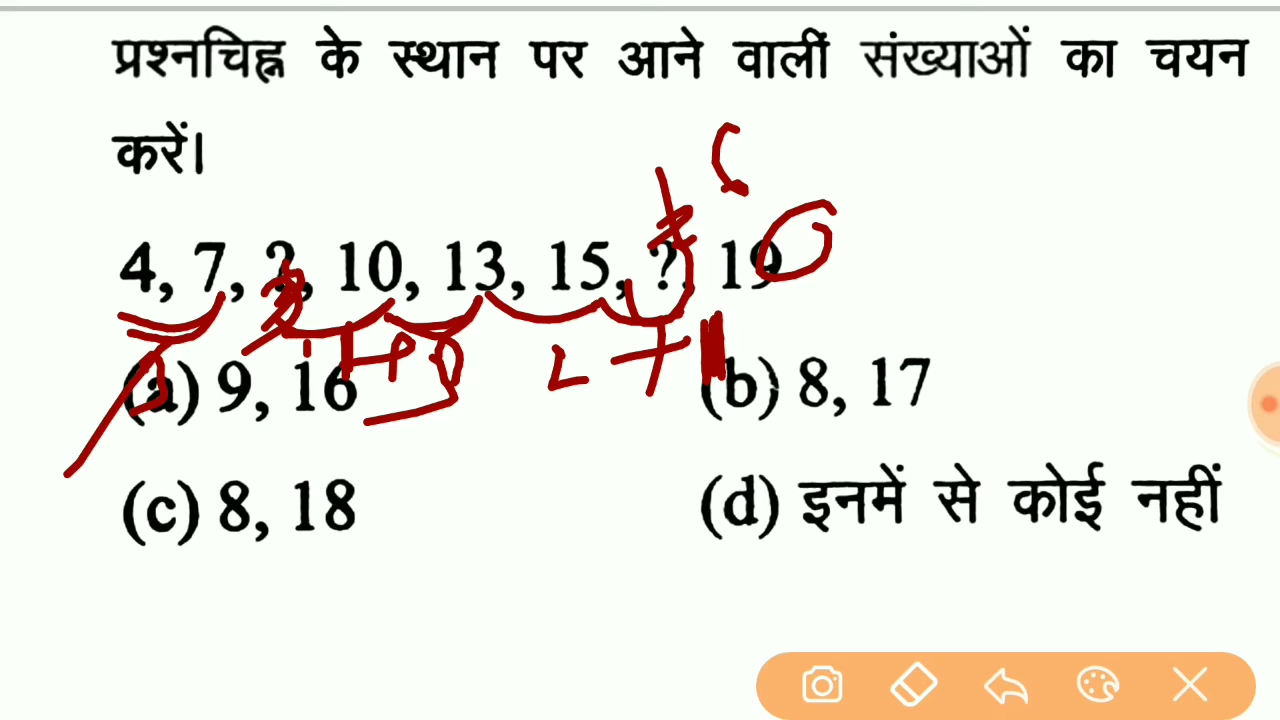 प्रश्नचिह्न के स्थान पर आने वालीं संख्याओं का चयन
करें।
4, 7, ?, 10, 13, 15, ?, 19
(a) 9, 16 (b) 8, 17
(c) 8, 18 (d) इनमें से कोई नहीं